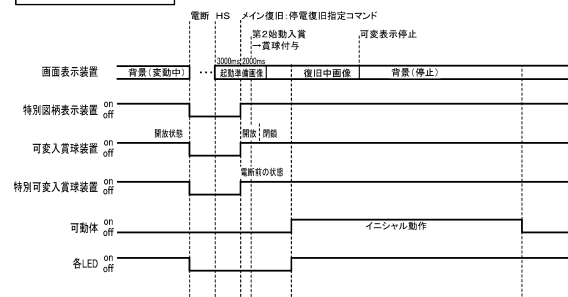 電断 HS メイン復旧:停電復旧指定コマンド
第2始動入賞
→賞球付与
可変表示停止
3000ms 2000ms
画面表示装置 背景(変動中) ・・・ 起動準備画像 復旧中画像 背景(停止)
特別図柄表示装置 on
off
開放状態 開放 閉鎖
可変入賞球装置 on
off
電断前の状態
特別可変入賞球装置 on
off
可動体 on
off
イニシャル動作
各LED on
off